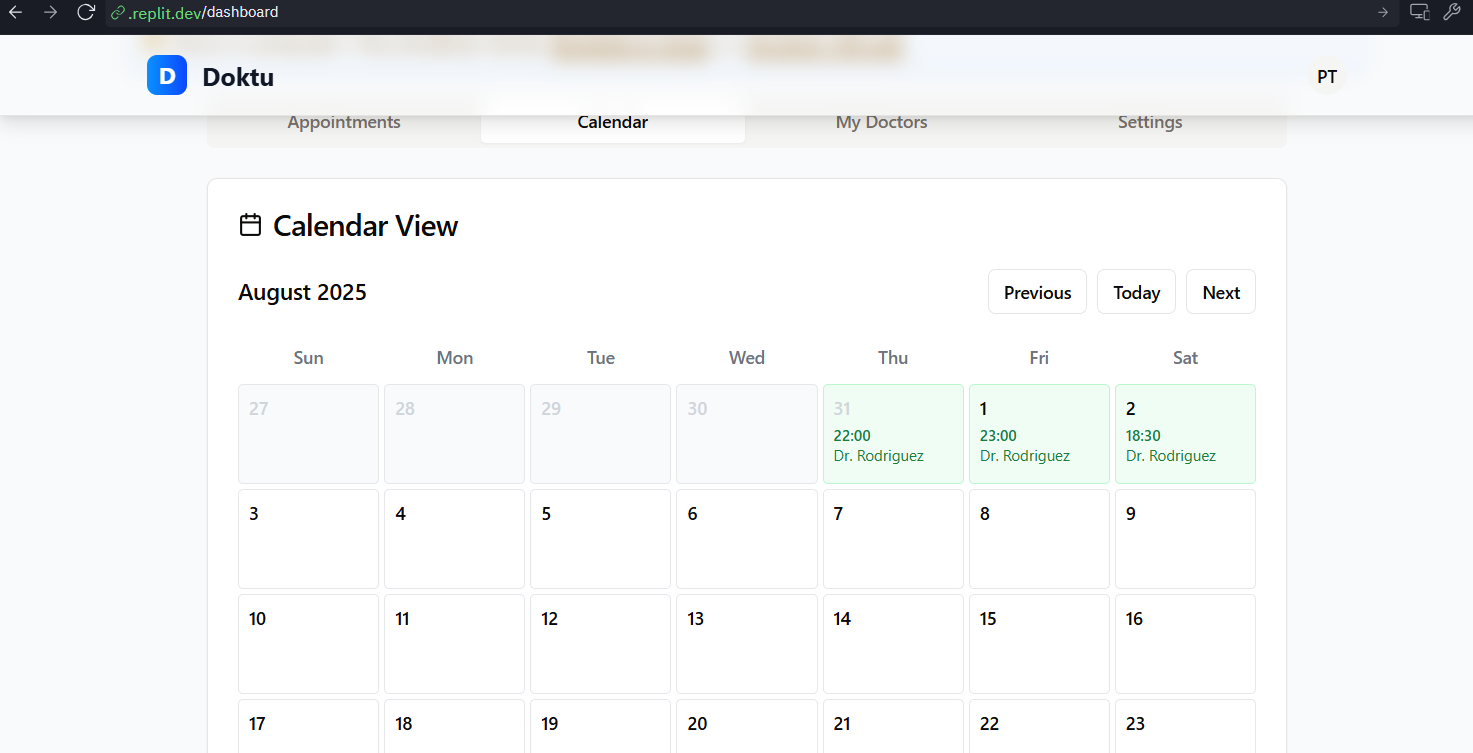 .replit.dev/dashboard
D Doktu PT
Appointments Calendar My Doctors Settings
Calendar View
August 2025 Previous Today Next
Sun Mon Tue Wed Thu Fri Sat
27 28 29 30 31 1 2
22:00 23:00 18:30
Dr. Rodriguez Dr. Rodriguez Dr. Rodriguez
3 4 5 6 7 8 9
10 11 12 13 14 15 16
17 18 19 20 21 22 23